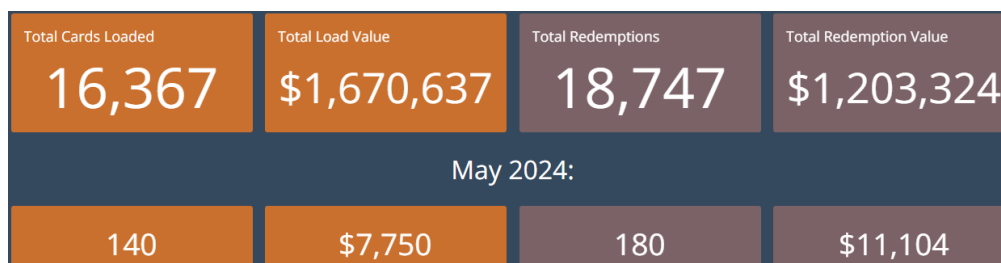 Total Cards Loaded
Total Load Value
Total Redemptions
Total Redemption Value
16,367
$1,670,637
18,747
$1,203,324
May 2024:
140
$7,750
180
$11,104